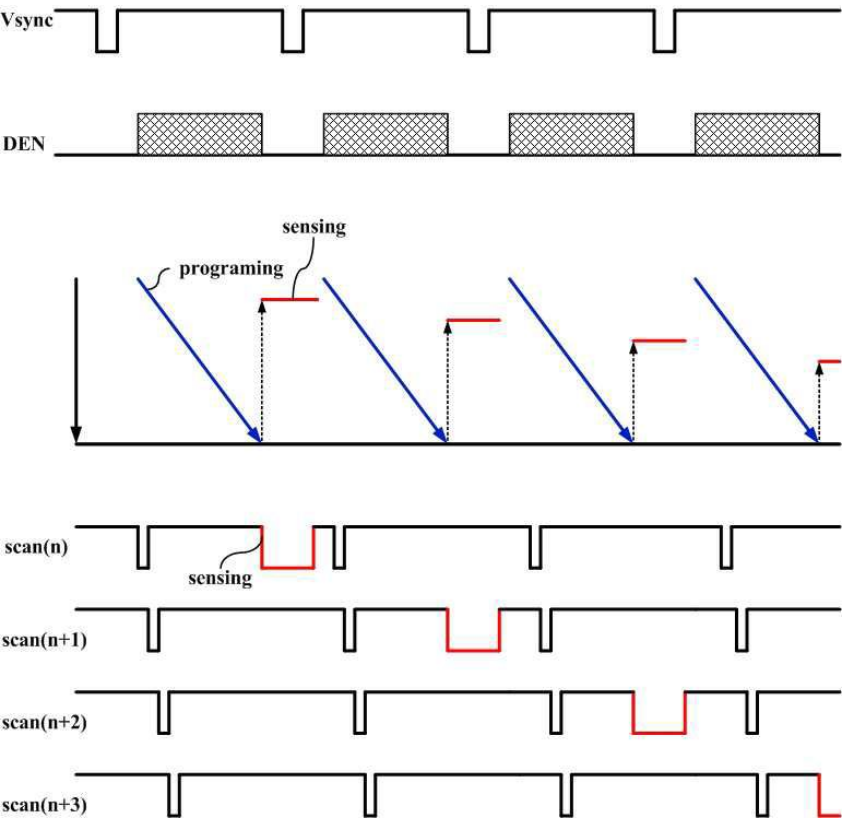 Vsync
DEN
sensing
programing
scan(n)
sensing
scan(n+1)
scan(n+2)
scan(n+3)